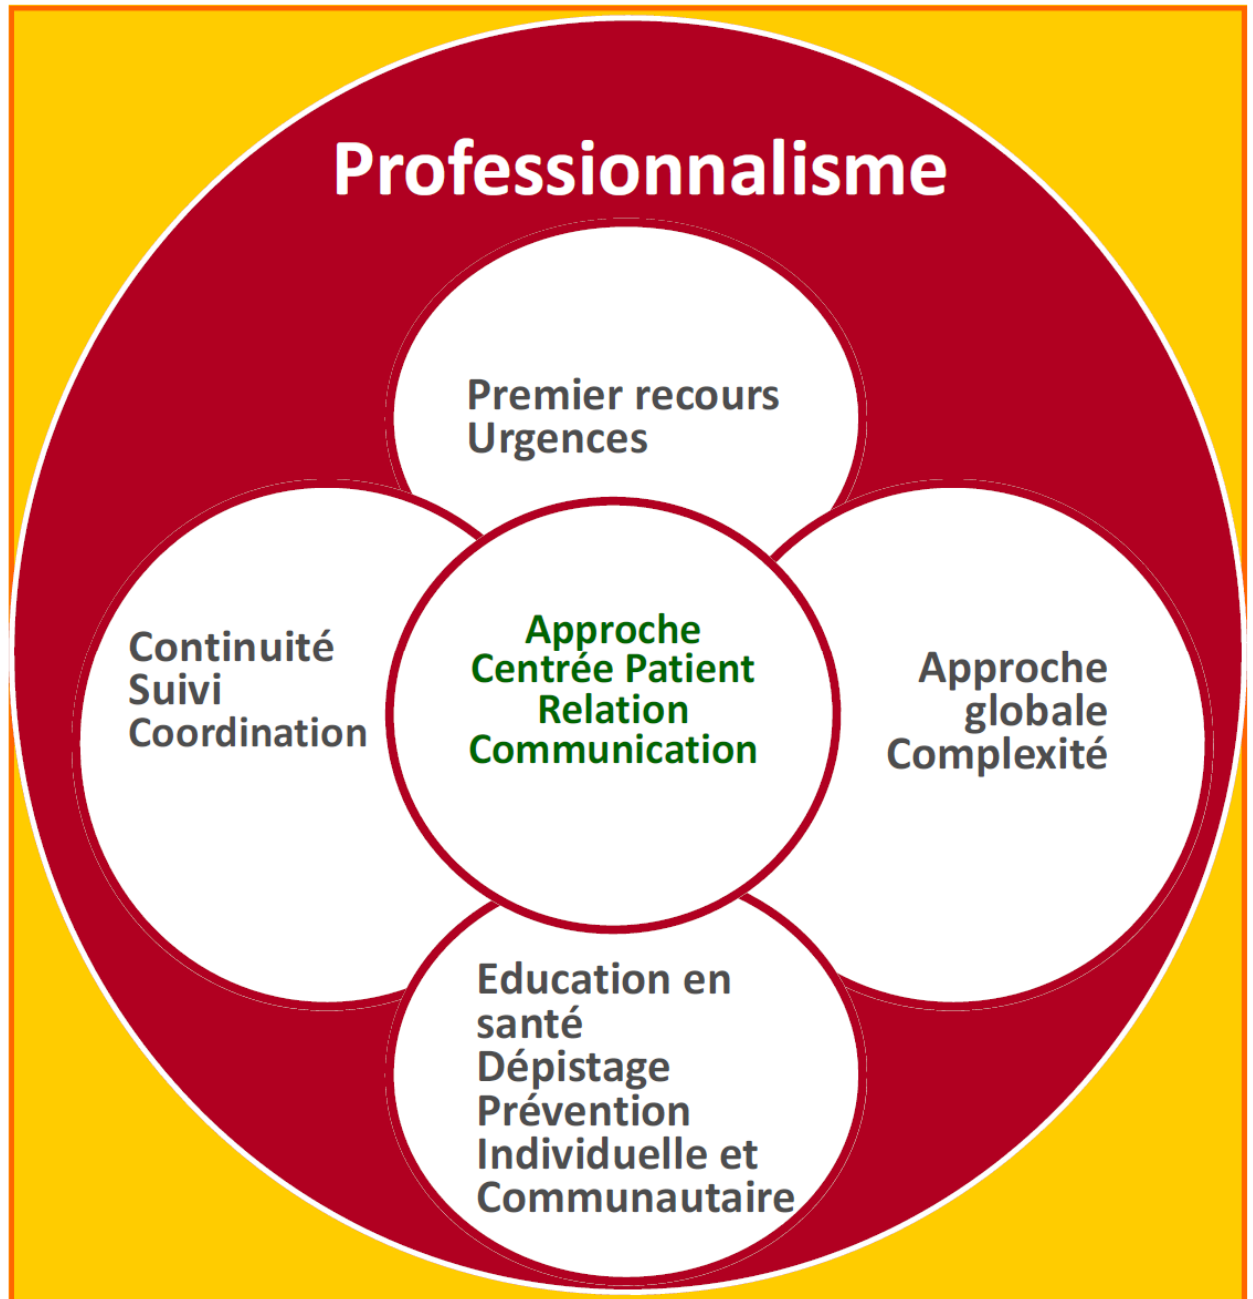 Professionnalisme
Premier recours
Urgences
Continuité
Suivi
Coordination
Approche
Centrée Patient
Relation
Communication
Approche
globale
Complexité
Education en
santé
Dépistage
Prévention
Individuelle et
Communautaire